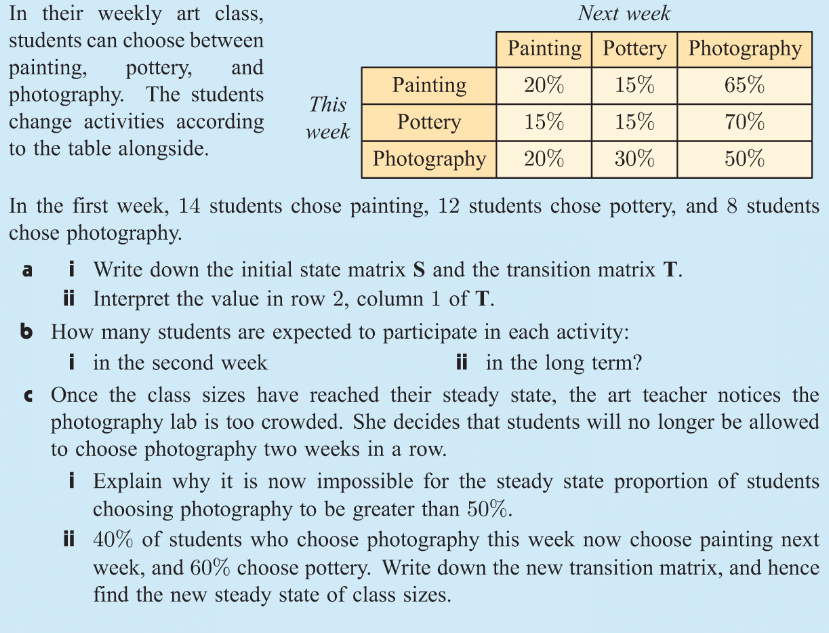 In their weekly art class,
students can choose between
painting, pottery, and
photography. The students
change activities according
to the table alongside.
Next week
Painting Pottery Photography
This week
Painting 20% 15% 65%
Pottery 15% 15% 70%
Photography 20% 30% 50%
In the first week, 14 students chose painting, 12 students chose pottery, and 8 students
chose photography.
a i Write down the initial state matrix S and the transition matrix T.
ii Interpret the value in row 2, column 1 of T.
b How many students are expected to participate in each activity:
i in the second week ii in the long term?
c Once the class sizes have reached their steady state, the art teacher notices the
photography lab is too crowded. She decides that students will no longer be allowed
to choose photography two weeks in a row.
i Explain why it is now impossible for the steady state proportion of students
choosing photography to be greater than 50%.
ii 40% of students who choose photography this week now choose painting next
week, and 60% choose pottery. Write down the new transition matrix, and hence
find the new steady state of class sizes.